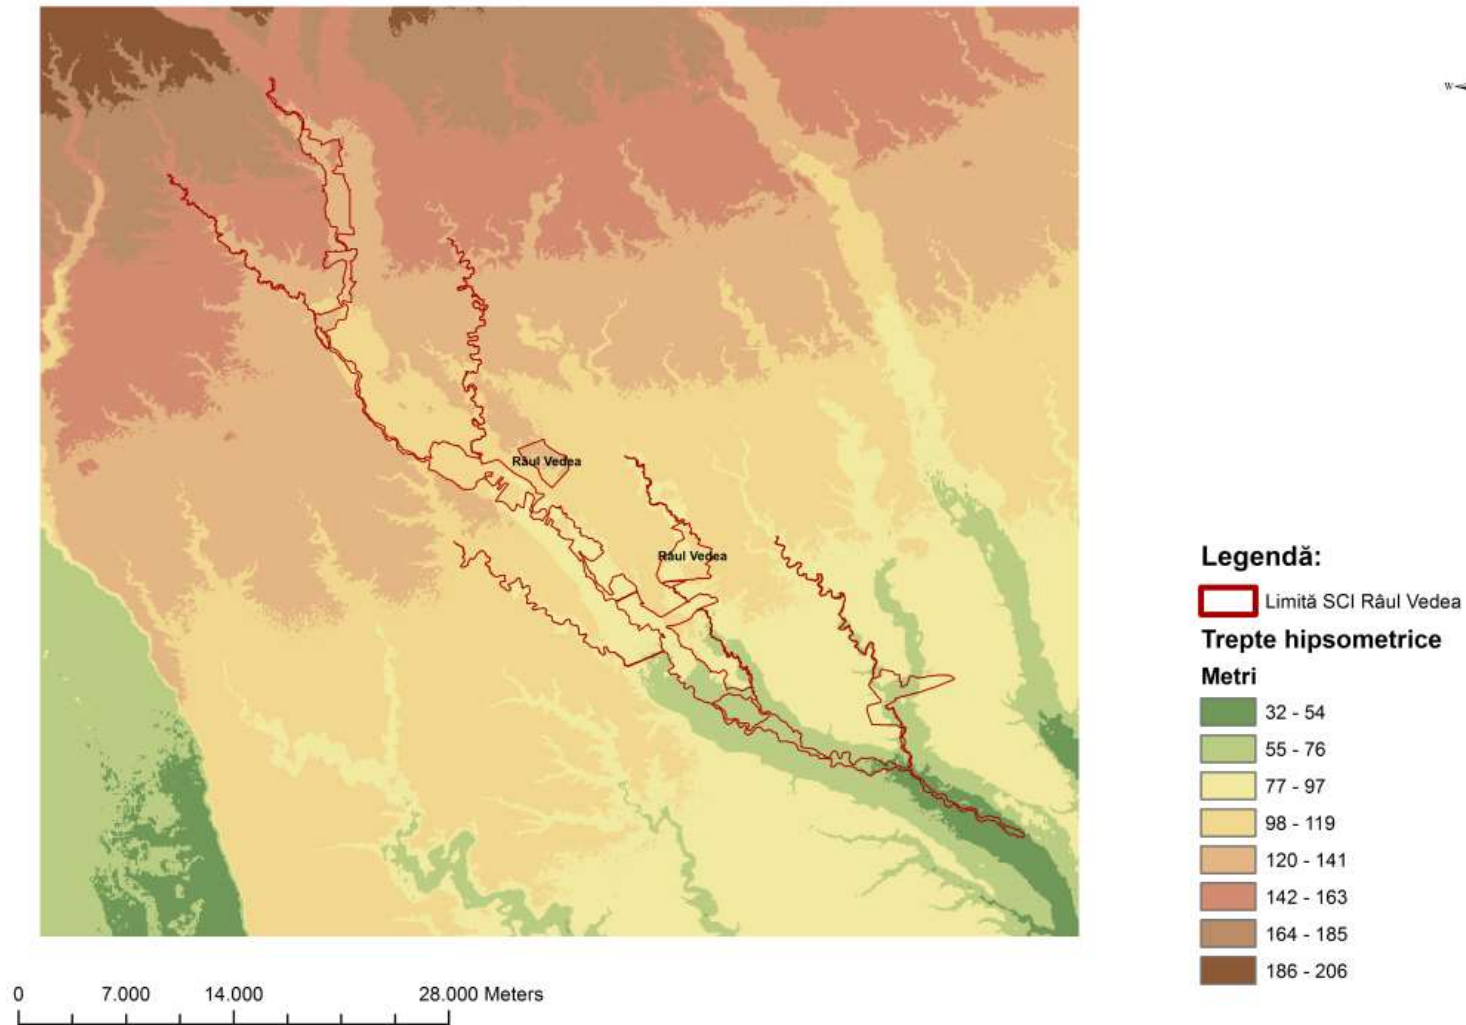 W
Râul Vedea
Râul Vedea
Legendă:
Limită SCI Râul Vedea
Trepte hipsometrice
Metri
32 - 54
55 - 76
77 - 97
98 - 119
120 - 141
142 - 163
164 - 185
186 - 206
0 7.000 14.000 28.000 Meters